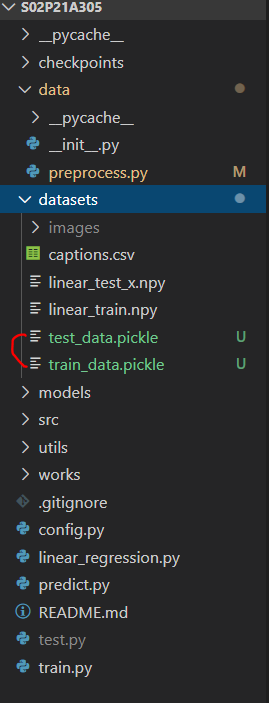 S02P21A305
__pycache__
checkpoints
data
__pycache__
__init__.py
preprocess.py M
datasets
images
captions.csv
linear_test_x.npy
linear_train.npy
test_data.pickle U
train_data.pickle U
models
src
utils
works
.gitignore
config.py
linear_regression.py
predict.py
README.md
test.py
train.py